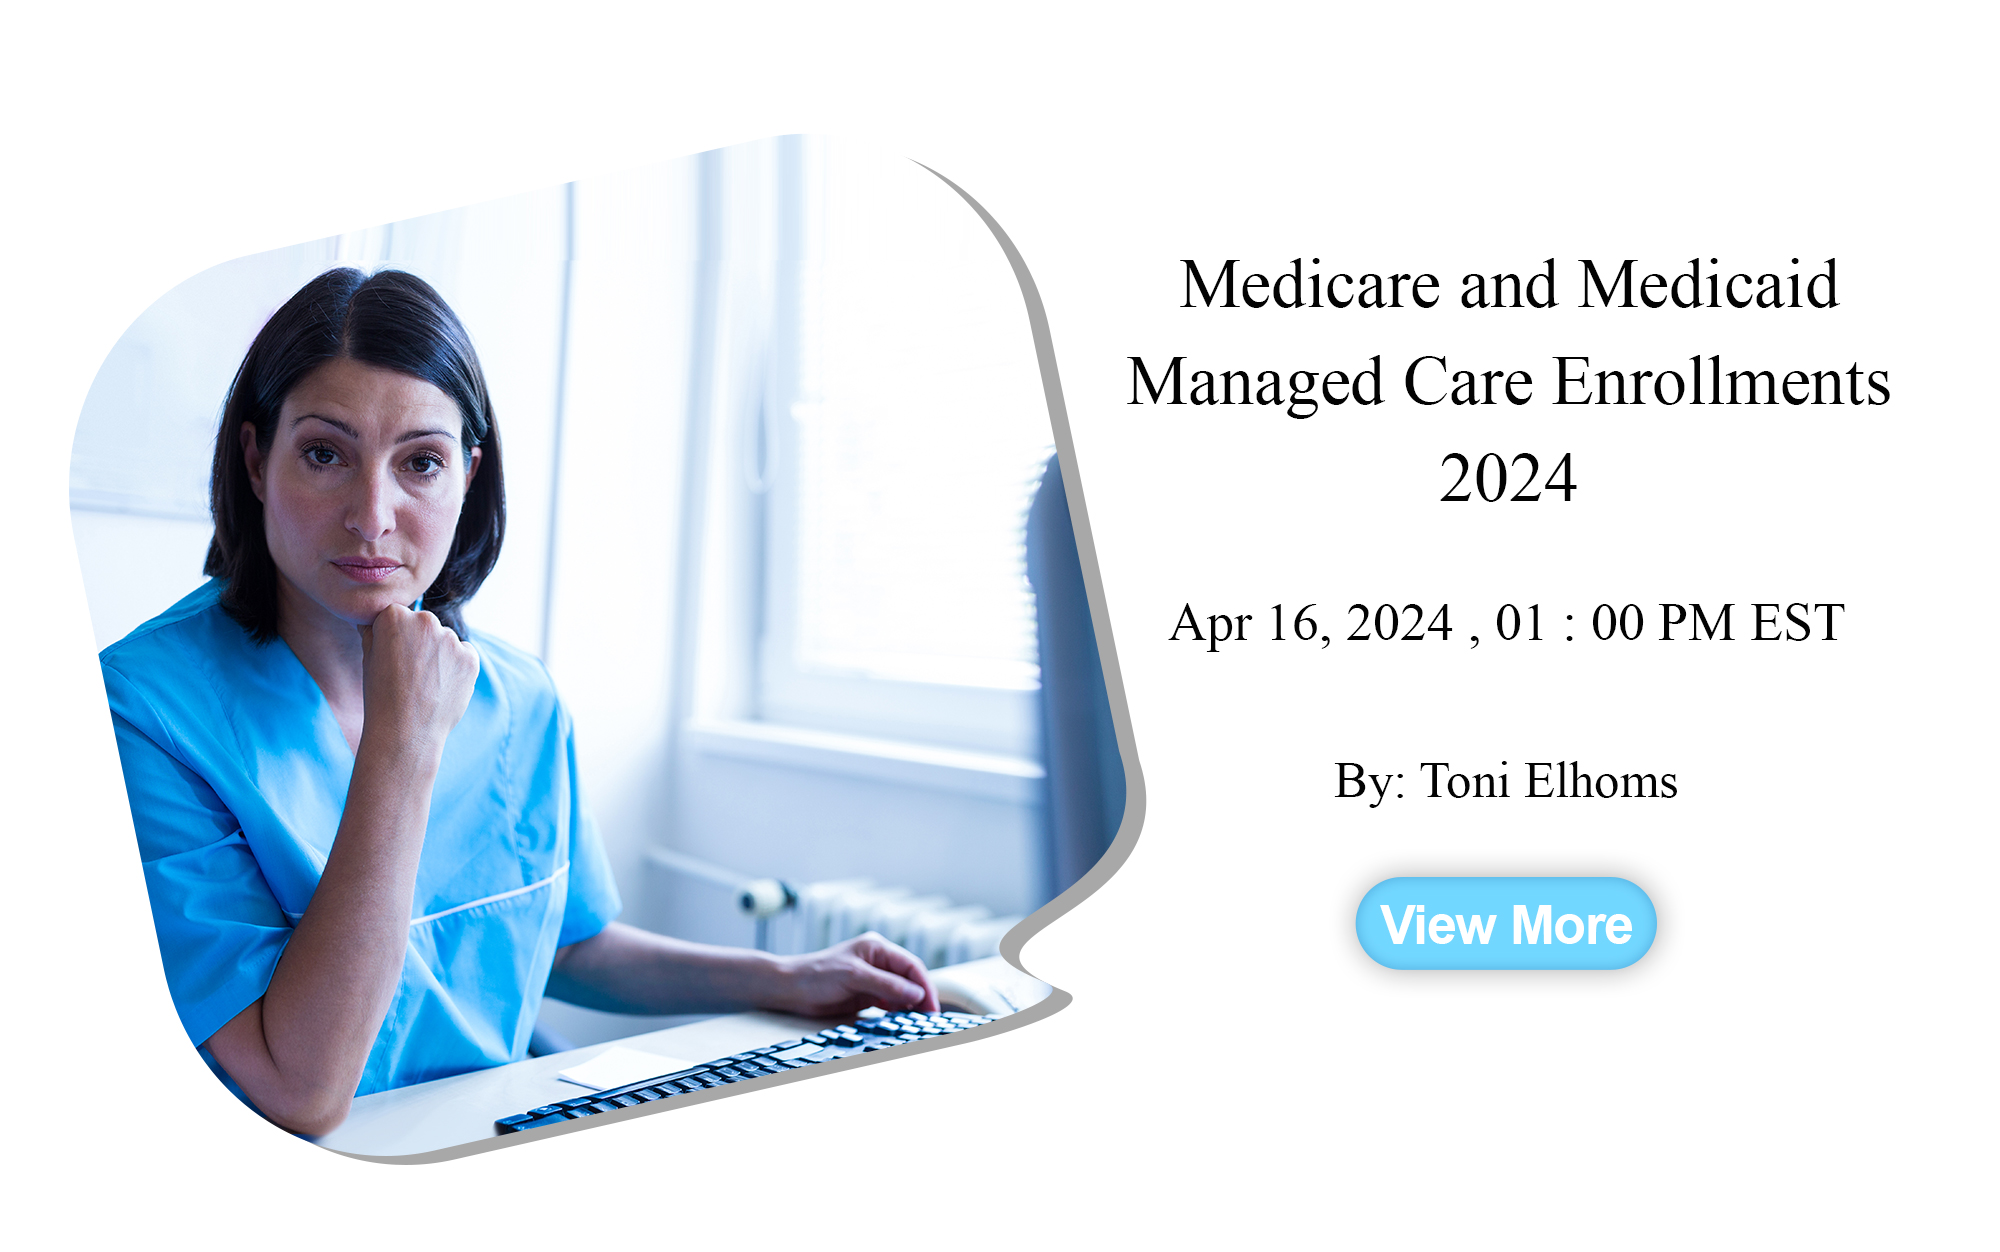 Medicare and Medicaid
Managed Care Enrollments
2024
Apr 16, 2024 , 01 : 00 PM EST
By: Toni Elhoms
View More